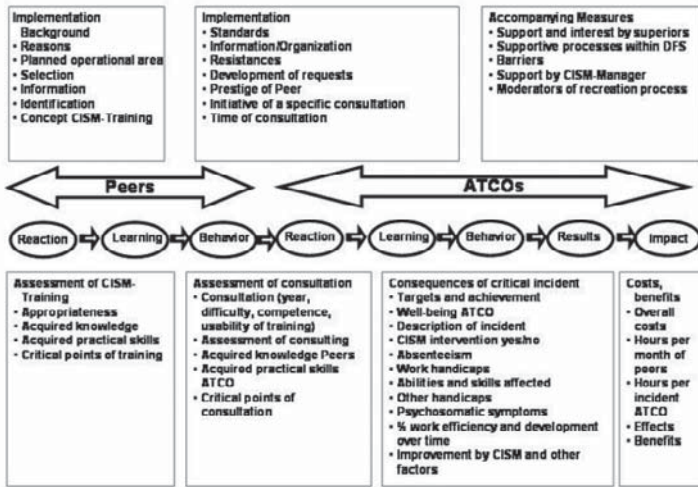 Implementation
Background
• Reasons
• Planned operational area
• Selection
• Information
• Identification
• Concept CISM-Training
Implementation
• Standards
• Information/Organization
• Resistances
• Development of requests
• Prestige of Peer
• Initiative of a specific consultation
• Time of consultation
Accompanying Measures
• Support and interest by superiors
• Supportive processes within DFS
• Barriers
• Support by CISM-Manager
• Moderators of recreation process
Peers
ATCOs
Reaction
Learning
Behavior
Reaction
Learning
Behavior
Results
Impact
Assessment of CISM-
Training
• Appropriateness
• Acquired knowledge
• Acquired practical skills
• Critical points of training
Assessment of consultation
• Consultation (year,
difficulty, competence,
usability of training)
• Assessment of consulting
• Acquired knowledge Peers
• Acquired practical skills
ATCO
• Critical points of
consultation
Consequences of critical incident
• Targets and achievement
• Well-being ATCO
• Description of incident
• CISM intervention yes/no
• Absenteeism
• Work handicaps
• Abilities and skills affected
• Other handicaps
• Psychosomatic symptoms
• % work efficiency and development
over time
• Improvement by CISM and other
factors
Costs,
benefits
• Overall
costs
• Hours per
month of
peers
• Hours per
incident
ATCO
• Effects
• Benefits